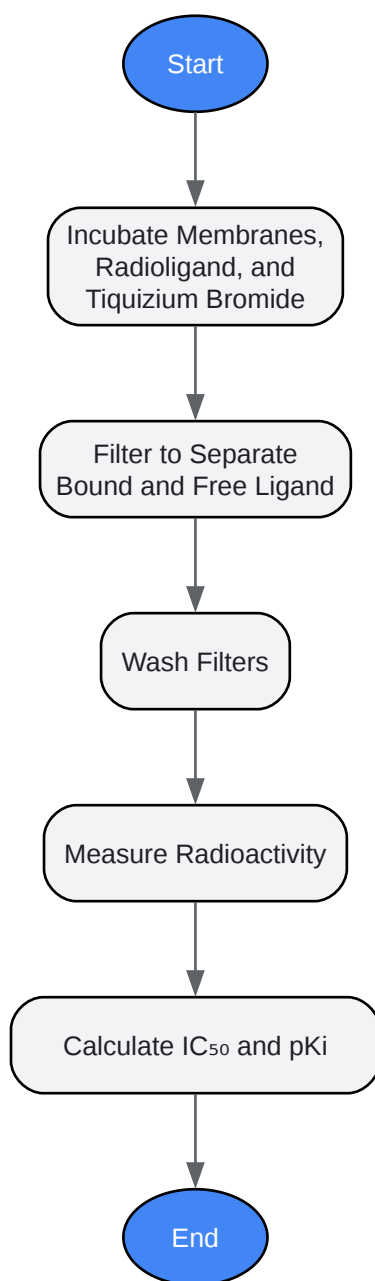 Start
Incubate Membranes,
Radioligand, and
Tiquizium Bromide
Filter to Separate
Bound and Free Ligand
Wash Filters
Measure Radioactivity
Calculate IC₅₀ and pKi
End